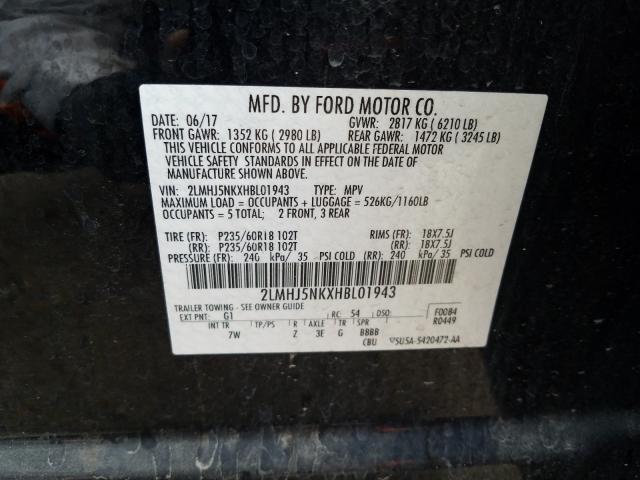 MFD. BY FORD MOTOR CO.
DATE: 06/17 GVWR: 2817 KG ( 6210 LB)
FRONT GAWR: 1352 KG ( 2980 LB) REAR GAWR: 1472 KG ( 3245 LB)
THIS VEHICLE CONFORMS TO ALL APPLICABLE FEDERAL MOTOR
VEHICLE SAFETY STANDARDS IN EFFECT ON THE DATE OF
MANUFACTURE SHOWN ABOVE.
VIN: 2LMHJ5NKXHBL01943 TYPE: MPV
MAXIMUM LOAD = OCCUPANTS + LUGGAGE = 526KG/1160LB
OCCUPANTS = 5 TOTAL: 2 FRONT, 3 REAR
TIRE (FR): P235/60R18 102T RIMS (FR): 18X7.5J
(RR): P235/60R18 102T (RR): 18X7.5J
PRESSURE (FR): 240 kPa/ 35 PSI COLD (RR): 240 kPa/ 35 PSI COLD
2LMHJ5NKXHBL01943
TRAILER TOWING - SEE OWNER GUIDE
EXT PNT: G1 RC: 54 DSO: F0084
R0449
INT TR TP/PS R AXLE TR SPR
7W Z 3E G BBBB
CBU 5U5A-5420472-AA